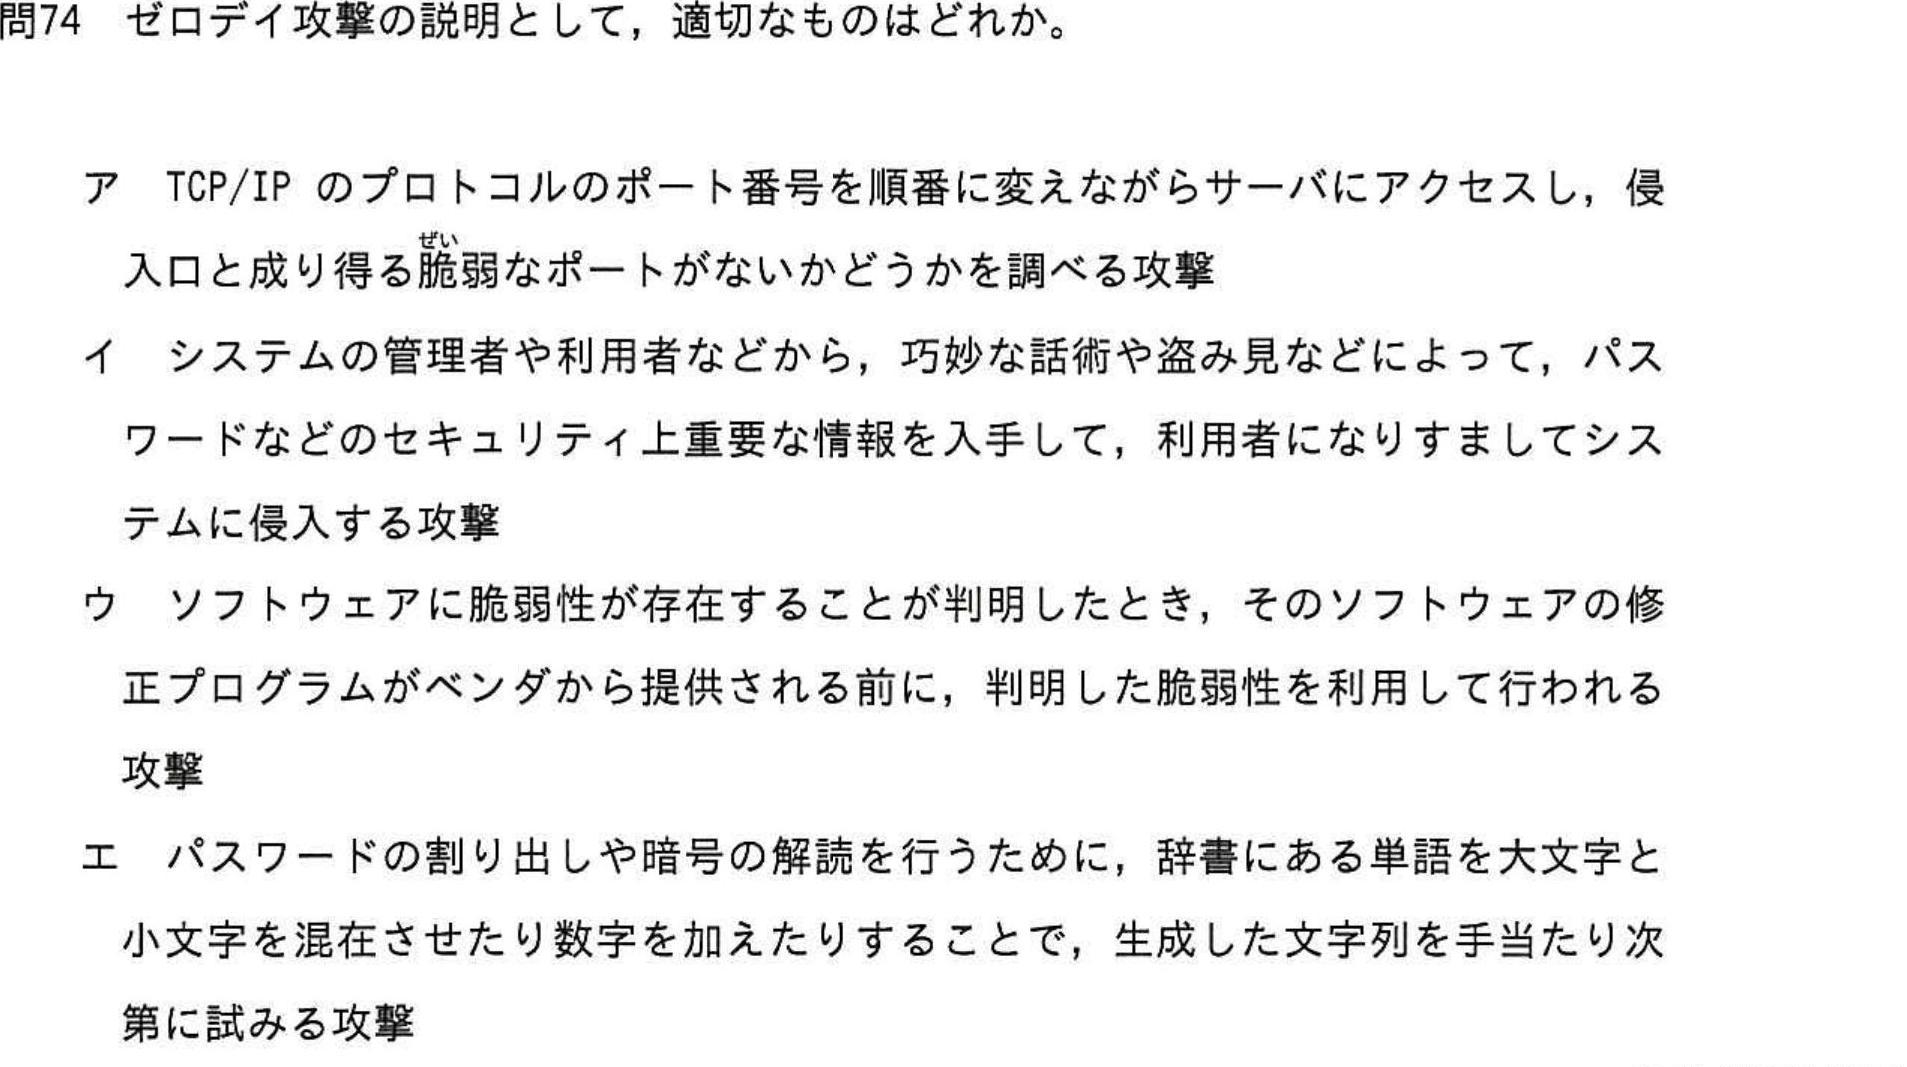 問74　ゼロデイ攻撃の説明として，適切なものはどれか。
ア　TCP/IP のプロトコルのポート番号を順番に変えながらサーバにアクセスし，侵
ぜい
入口と成り得る脆弱なポートがないかどうかを調べる攻撃
イ　システムの管理者や利用者などから，巧妙な話術や盗み見などによって，パス
ワードなどのセキュリティ上重要な情報を入手して，利用者になりすましてシス
テムに侵入する攻撃
ウ　ソフトウェアに脆弱性が存在することが判明したとき，そのソフトウェアの修
正プログラムがベンダから提供される前に，判明した脆弱性を利用して行われる
攻撃
エ　パスワードの割り出しや暗号の解読を行うために，辞書にある単語を大文字と
小文字を混在させたり数字を加えたりすることで，生成した文字列を手当たり次
第に試みる攻撃